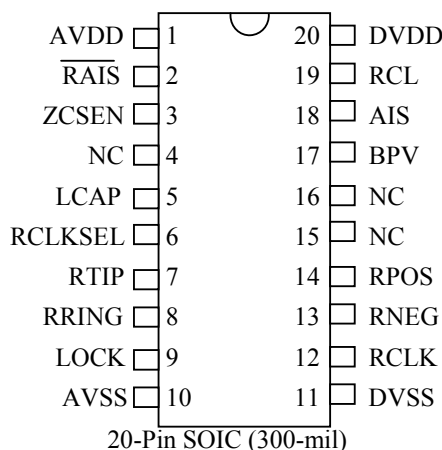 AVDD 1 20 DVDD
R̅A̅I̅S̅ 2 19 RCL
ZCSEN 3 18 AIS
NC 4 17 BPV
LCAP 5 16 NC
RCLKSEL 6 15 NC
RTIP 7 14 RPOS
RRING 8 13 RNEG
LOCK 9 12 RCLK
AVSS 10 11 DVSS
20-Pin SOIC (300-mil)